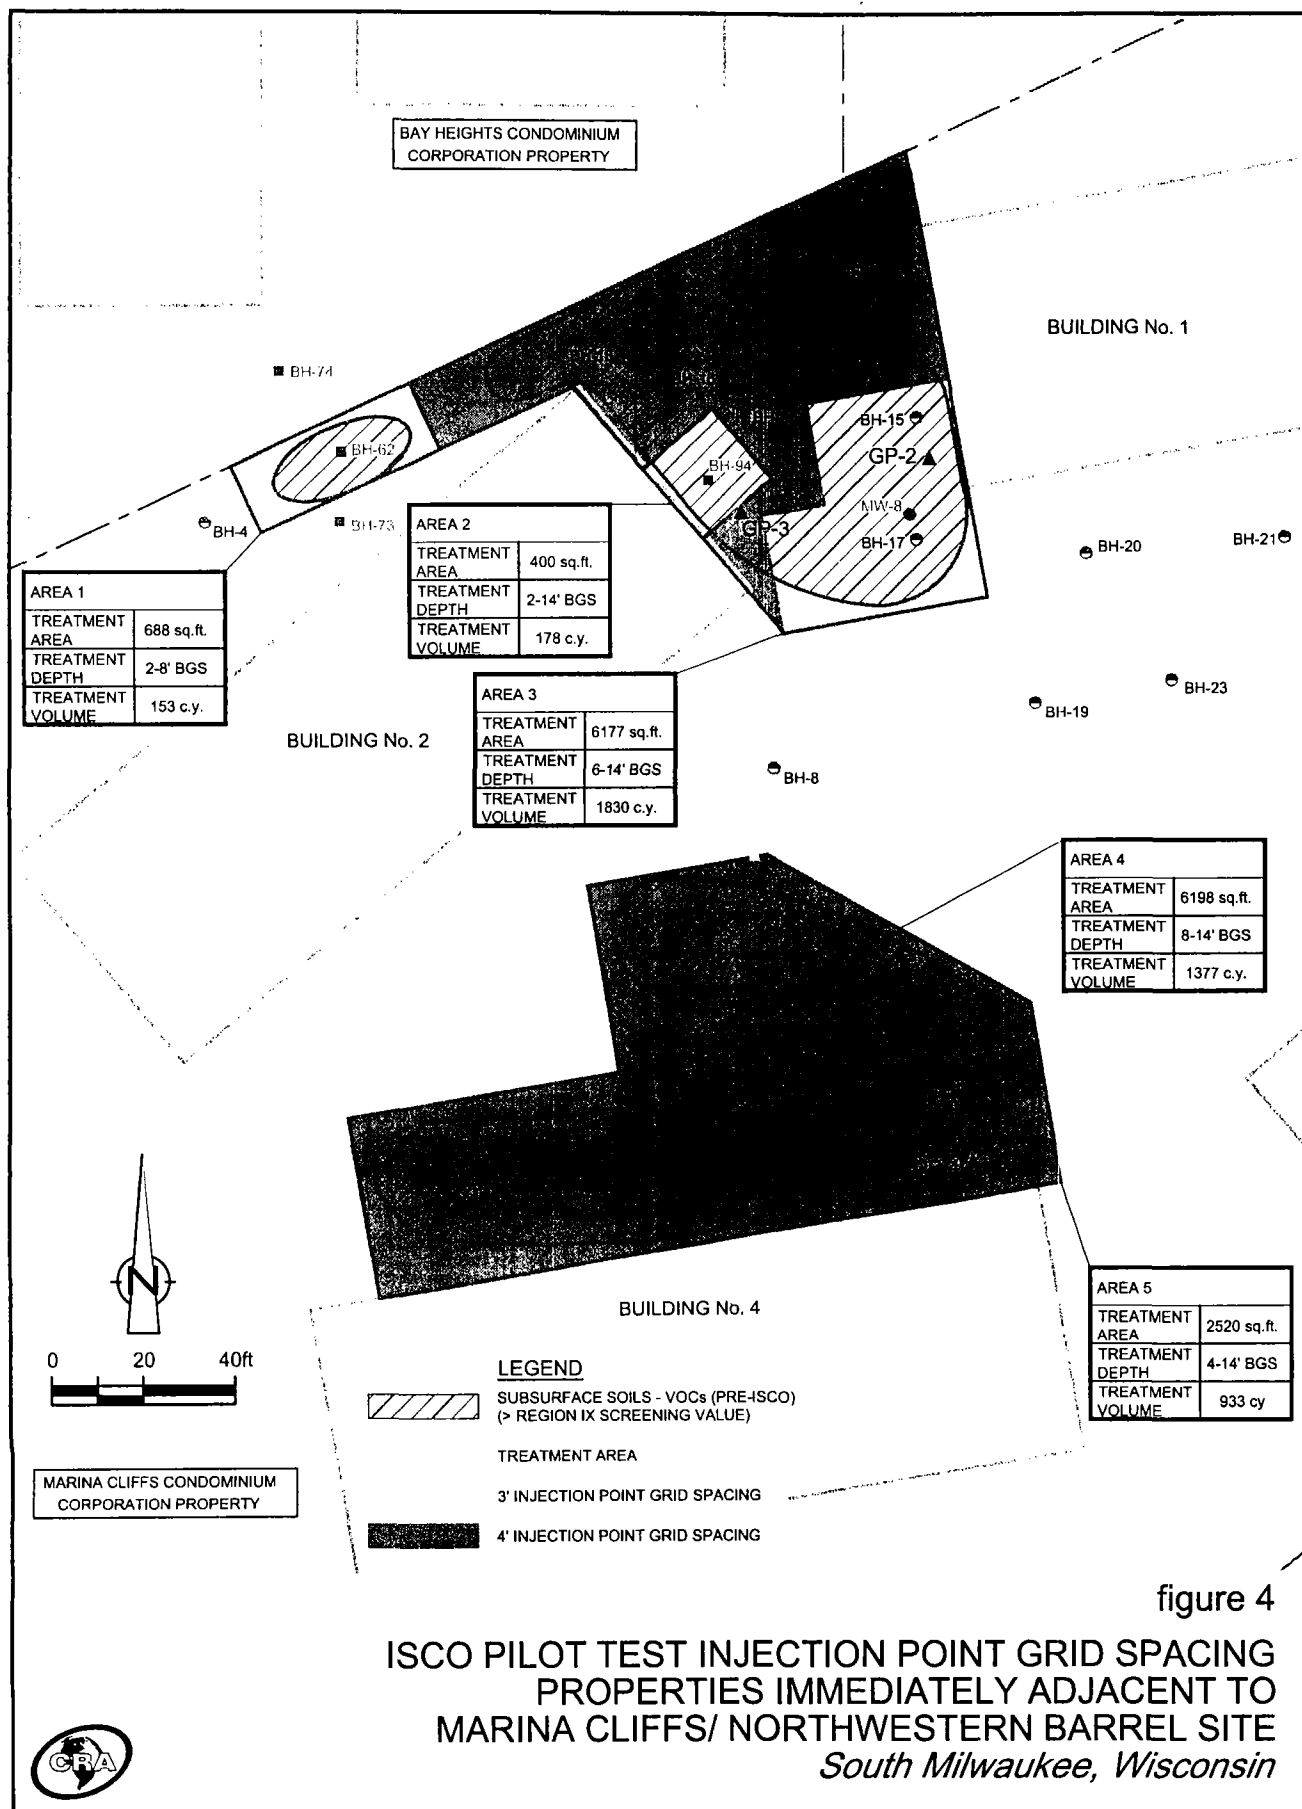 BAY HEIGHTS CONDOMINIUM
CORPORATION PROPERTY
BUILDING No. 1
BH-74
BH-62
BH-4
BH-73
BH-15
GP-2
BH-94
MW-8
GP-3
BH-17
BH-20
BH-21
BH-23
BH-19
BH-8
AREA 1
TREATMENT AREA 688 sq.ft.
TREATMENT DEPTH 2-8' BGS
TREATMENT VOLUME 153 c.y.
AREA 2
TREATMENT AREA 400 sq.ft.
TREATMENT DEPTH 2-14' BGS
TREATMENT VOLUME 178 c.y.
AREA 3
TREATMENT AREA 6177 sq.ft.
TREATMENT DEPTH 6-14' BGS
TREATMENT VOLUME 1830 c.y.
BUILDING No. 2
AREA 4
TREATMENT AREA 6198 sq.ft.
TREATMENT DEPTH 8-14' BGS
TREATMENT VOLUME 1377 c.y.
AREA 5
TREATMENT AREA 2520 sq.ft.
TREATMENT DEPTH 4-14' BGS
TREATMENT VOLUME 933 cy
BUILDING No. 4
N
0 20 40ft
LEGEND
SUBSURFACE SOILS - VOCs (PRE-ISCO)
(> REGION IX SCREENING VALUE)
TREATMENT AREA
3' INJECTION POINT GRID SPACING
4' INJECTION POINT GRID SPACING
MARINA CLIFFS CONDOMINIUM
CORPORATION PROPERTY
figure 4
ISCO PILOT TEST INJECTION POINT GRID SPACING
PROPERTIES IMMEDIATELY ADJACENT TO
MARINA CLIFFS/ NORTHWESTERN BARREL SITE
South Milwaukee, Wisconsin
CRA